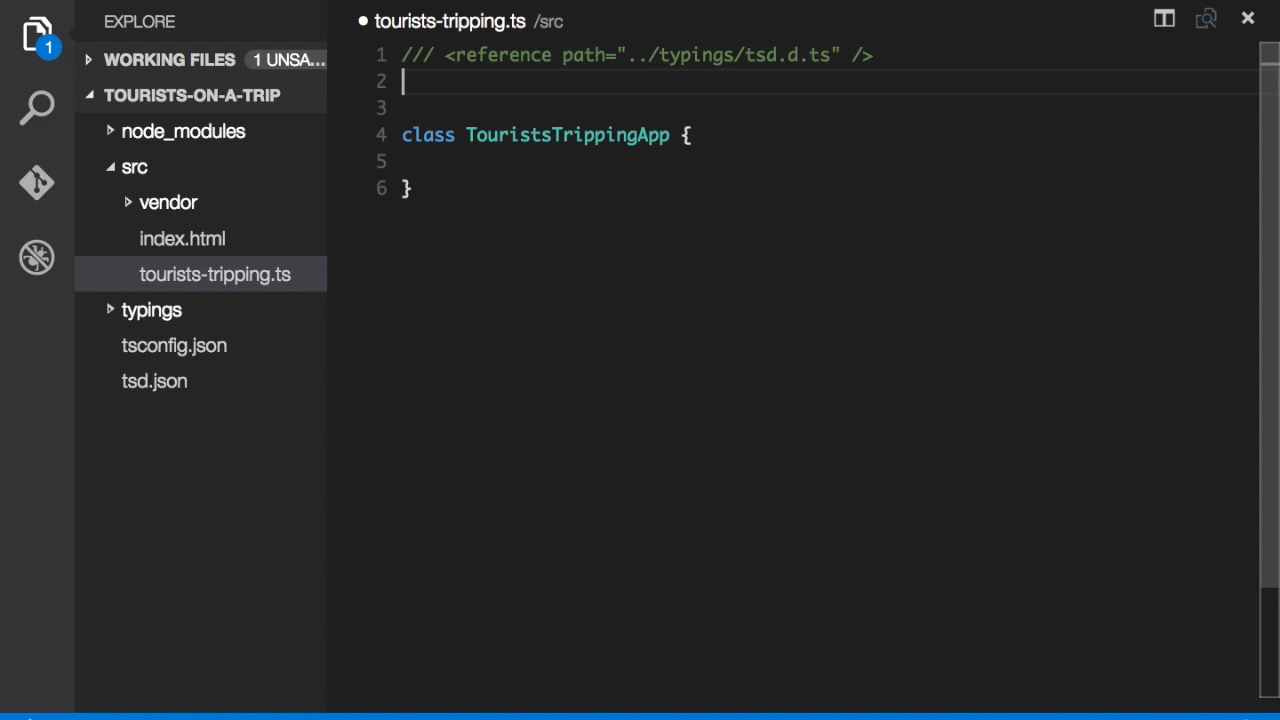 EXPLORE
1
WORKING FILES 1 UNSA...
TOURISTS-ON-A-TRIP
node_modules
src
vendor
index.html
tourists-tripping.ts
typings
tsconfig.json
tsd.json
tourists-tripping.ts /src
1 /// <reference path="../typings/tsd.d.ts" />
2
3
4 class TouristsTrippingApp {
5
6 }